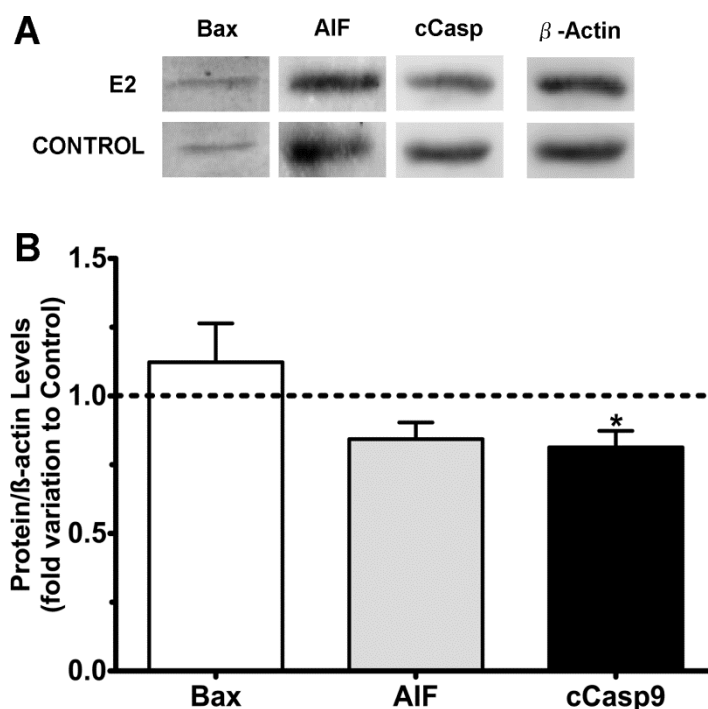 A
Bax AIF cCasp β-Actin
E2
CONTROL
B
Protein/ß-actin Levels
(fold variation to Control)
1.5
1.0
0.5
0.0
*
Bax AIF cCasp9